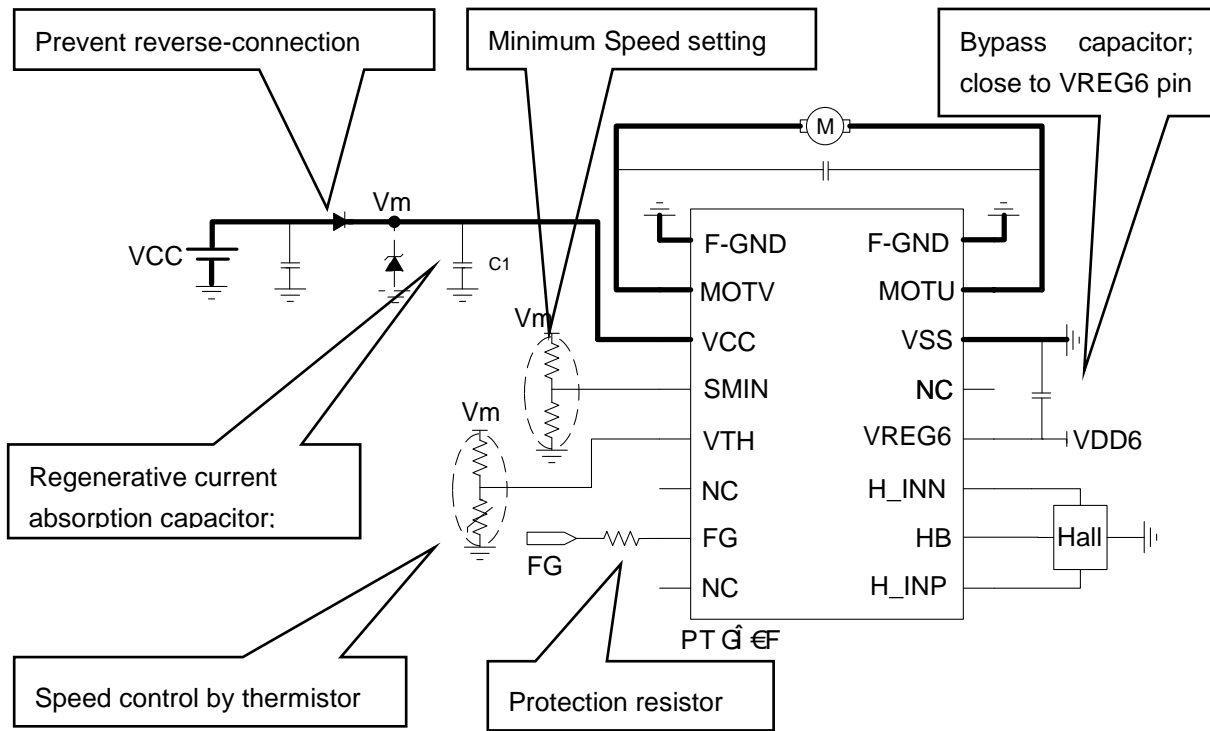 Prevent reverse-connection
Minimum Speed setting
Bypass capacitor;
close to VREG6 pin
M
Vm
VCC
C1
F-GND
F-GND
MOTV
MOTU
Vm
VCC
VSS
SMIN
NC
Vm
VTH
VREG6
VDD6
Regenerative current
absorption capacitor;
NC
H_INN
FG
FG
HB
Hall
NC
H_INP
PT
Speed control by thermistor
Protection resistor